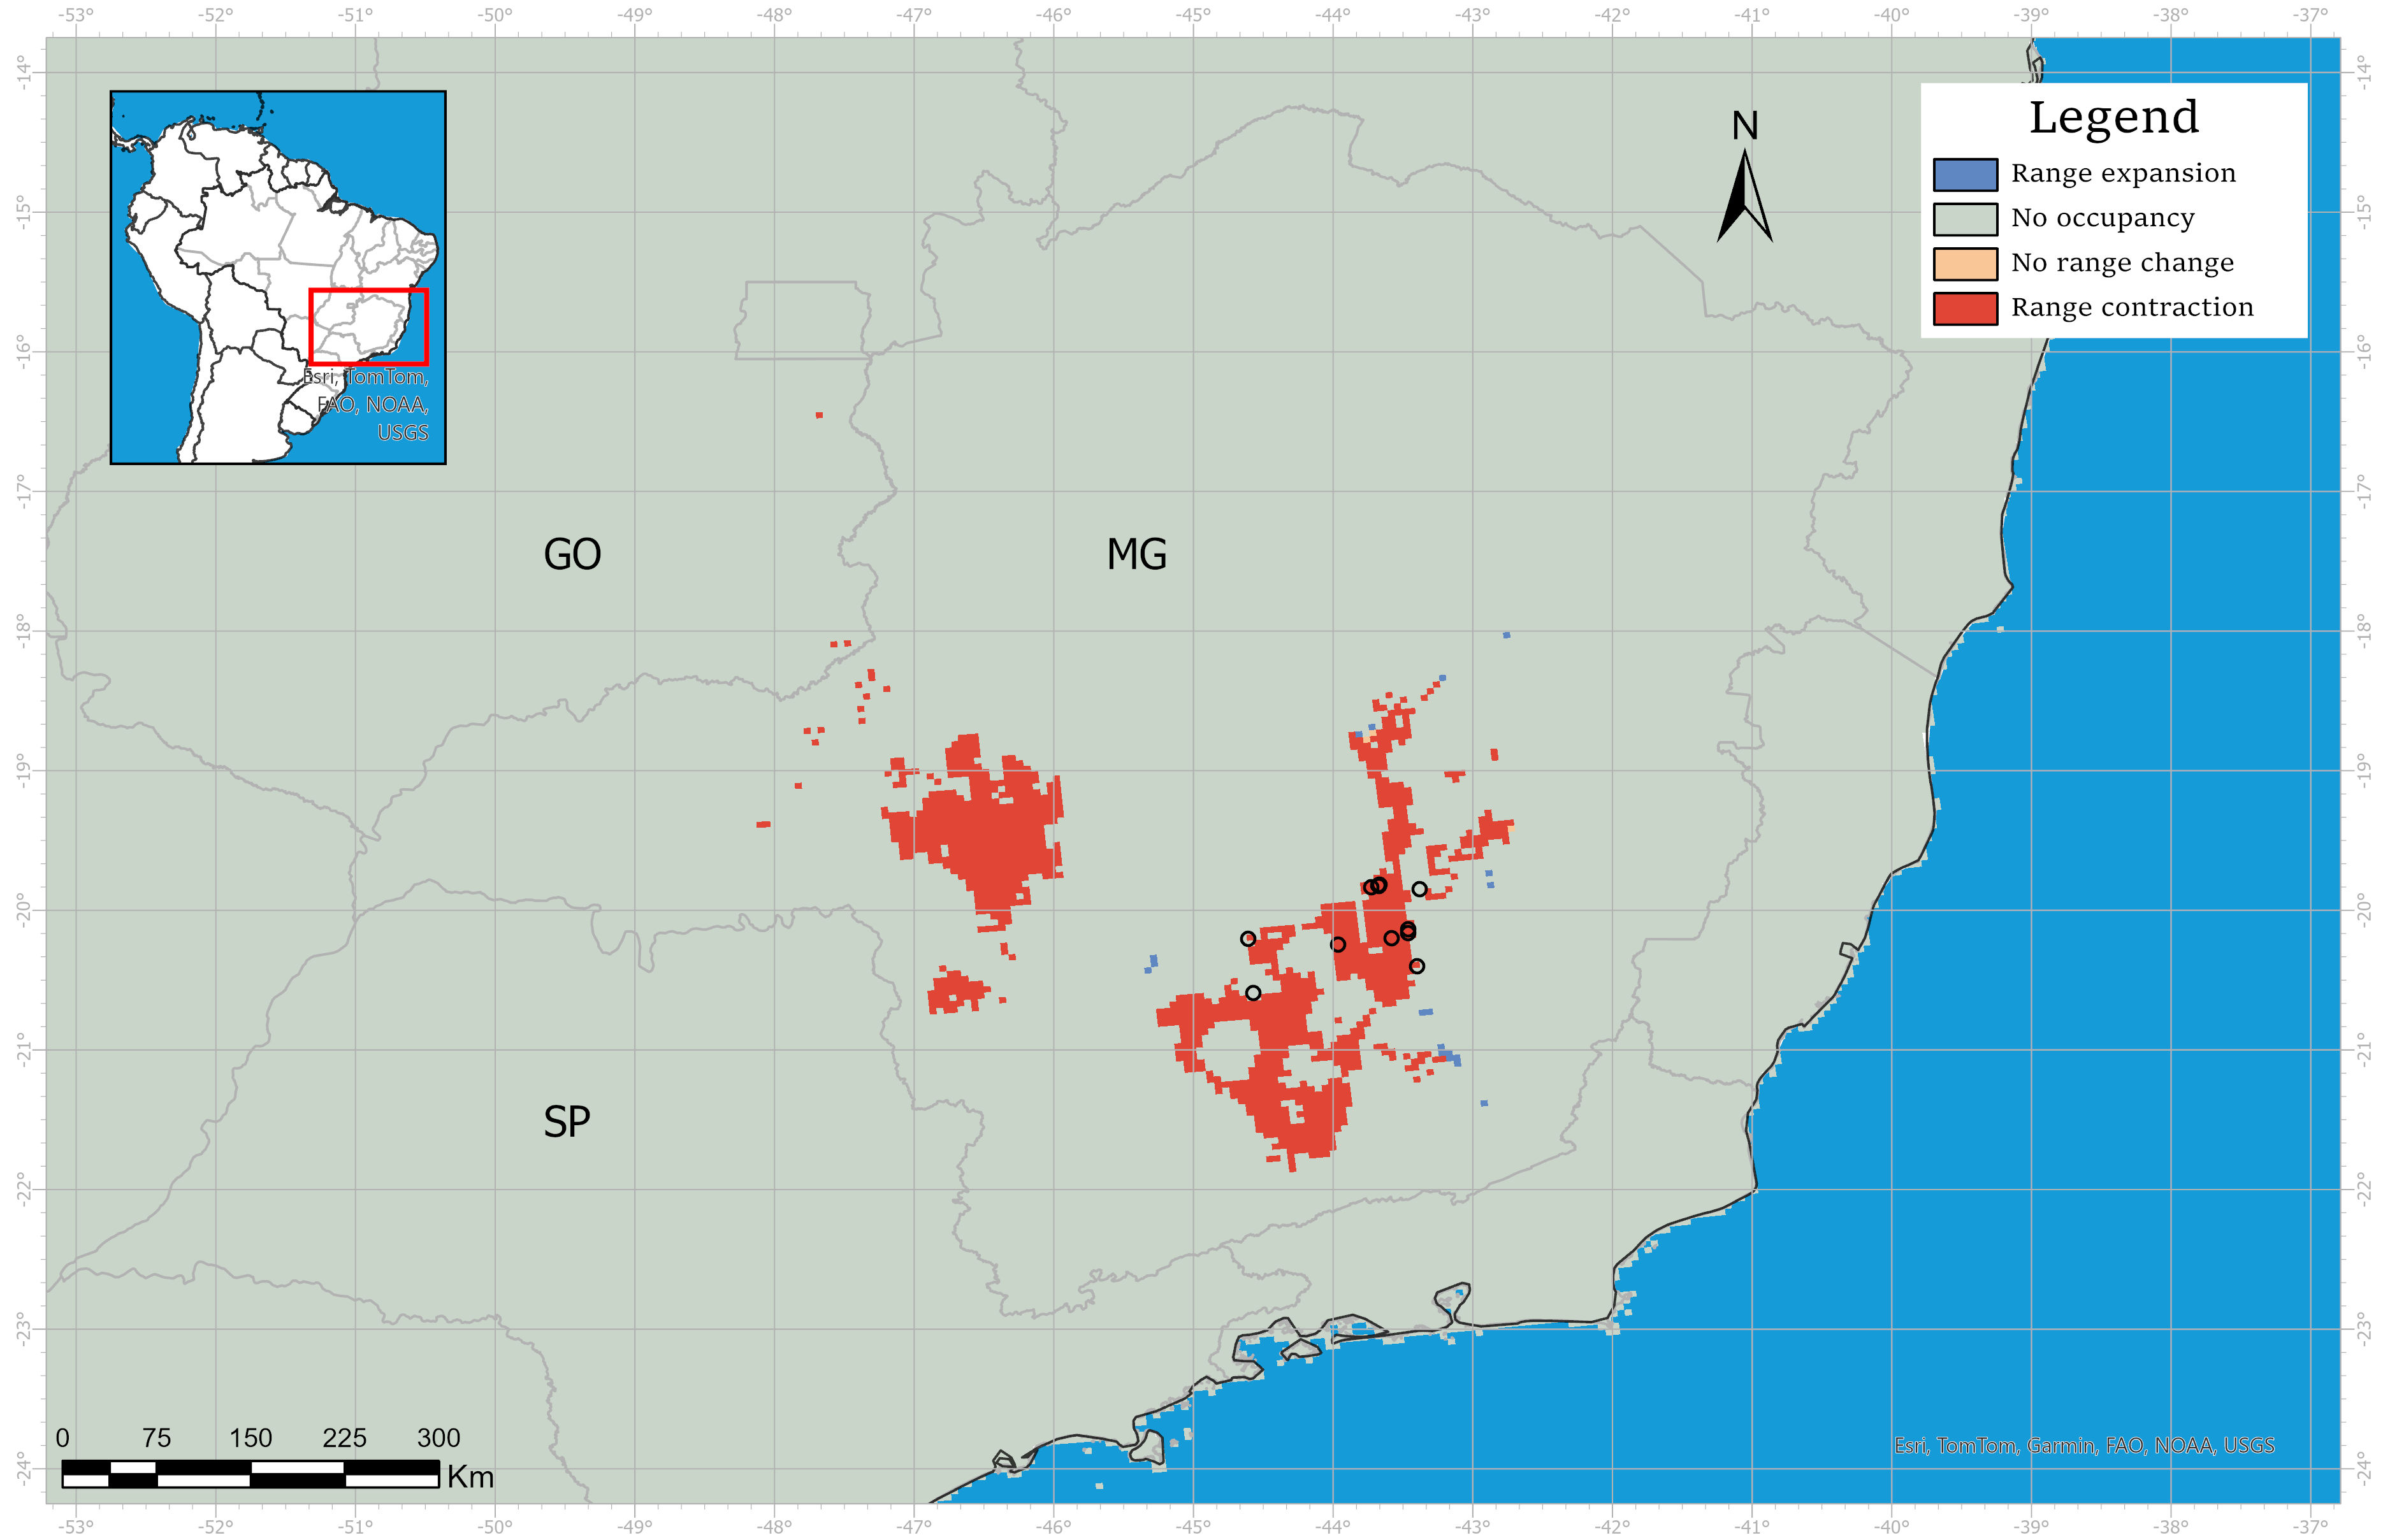 -53° -52° -51° -50° -49° -48° -47° -46° -45° -44° -43° -42° -41° -40° -39° -38° -37°
-14° -14°
Legend
N
Range expansion
No occupancy
-15° -15°
No range change
Range contraction
-16° -16°
Esri, TomTom,
FAO, NOAA,
USGS
-17° -17°
GO MG
-18° -18°
-19° -19°
-20° -20°
-21° -21°
SP
-22° -22°
-23° -23°
0 75 150 225 300
Km
Esri, TomTom, Garmin, FAO, NOAA, USGS
-24° -24°
-53° -52° -51° -50° -49° -48° -47° -46° -45° -44° -43° -42° -41° -40° -39° -38° -37°